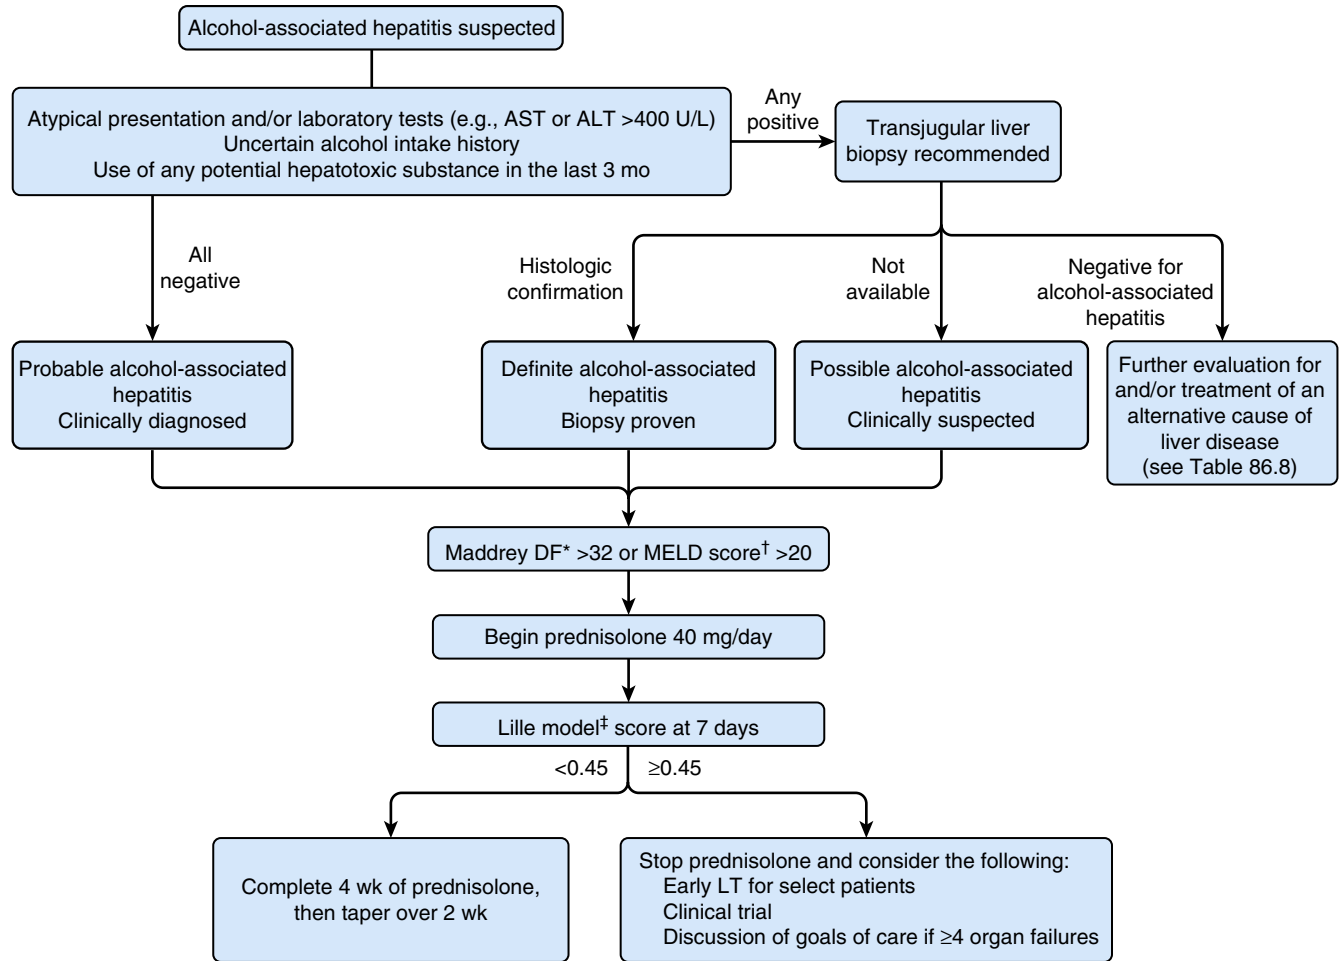 Alcohol-associated hepatitis suspected
Atypical presentation and/or laboratory tests (e.g., AST or ALT >400 U/L)
Uncertain alcohol intake history
Use of any potential hepatotoxic substance in the last 3 mo
Any
positive
Transjugular liver
biopsy recommended
All
negative
Histologic
confirmation
Not
available
Negative for
alcohol-associated
hepatitis
Probable alcohol-associated
hepatitis
Clinically diagnosed
Definite alcohol-associated
hepatitis
Biopsy proven
Possible alcohol-associated
hepatitis
Clinically suspected
Further evaluation for
and/or treatment of an
alternative cause of
liver disease
(see Table 86.8)
Maddrey DF* >32 or MELD score† >20
Begin prednisolone 40 mg/day
Lille model‡ score at 7 days
<0.45
≥0.45
Complete 4 wk of prednisolone,
then taper over 2 wk
Stop prednisolone and consider the following:
Early LT for select patients
Clinical trial
Discussion of goals of care if ≥4 organ failures